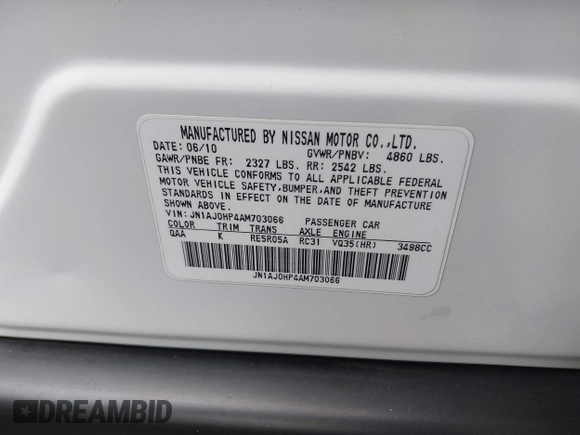 MANUFACTURED BY NISSAN MOTOR CO.,LTD.
DATE: 06/10 GVWR/PNBV: 4860 LBS.
GAWR/PNBE FR: 2327 LBS. RR: 2542 LBS.
THIS VEHICLE CONFORMS TO ALL APPLICABLE FEDERAL
MOTOR VEHICLE SAFETY,BUMPER,AND THEFT PREVENTION
STANDARDS IN EFFECT ON THE DATE OF MANUFACTURE
SHOWN ABOVE.
VIN: JN1AJ0HP4AM703066 PASSENGER CAR
COLOR TRIM TRANS AXLE ENGINE
QAA K RE5R05A RC31 VQ35(HR) 3498CC
JN1AJ0HP4AM703066
DREAMBID